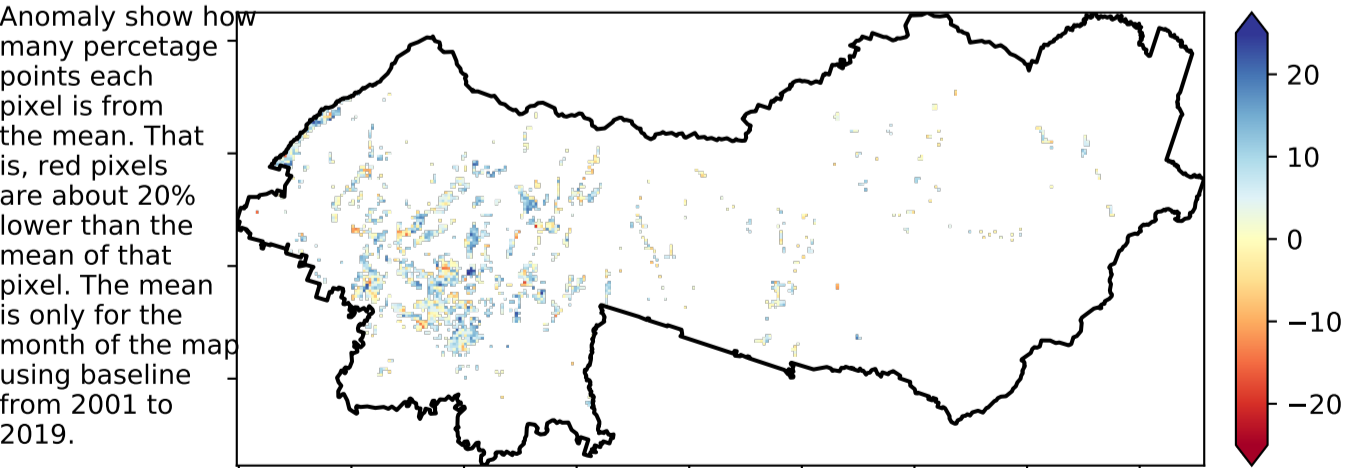 Anomaly show how
many percetage
points each
pixel is from
the mean. That
is, red pixels
are about 20%
lower than the
mean of that
pixel. The mean
is only for the
month of the map
using baseline
from 2001 to
2019.
20
10
0
−10
−20